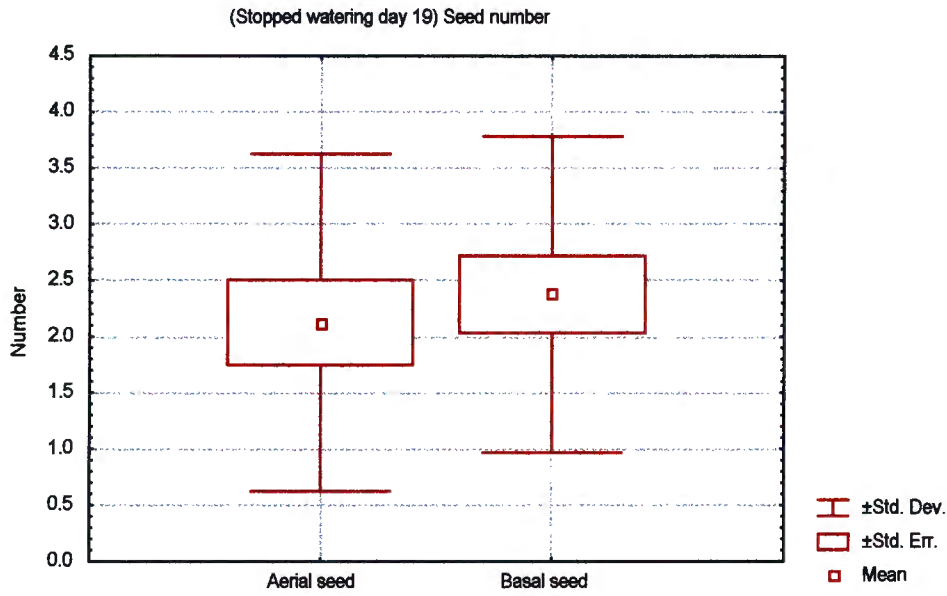 (Stopped watering day 19) Seed number
4.5
4.0
3.5
3.0
2.5
2.0
1.5
1.0
0.5
0.0
Number
Aerial seed
Basal seed
±Std. Dev.
±Std. Err.
Mean